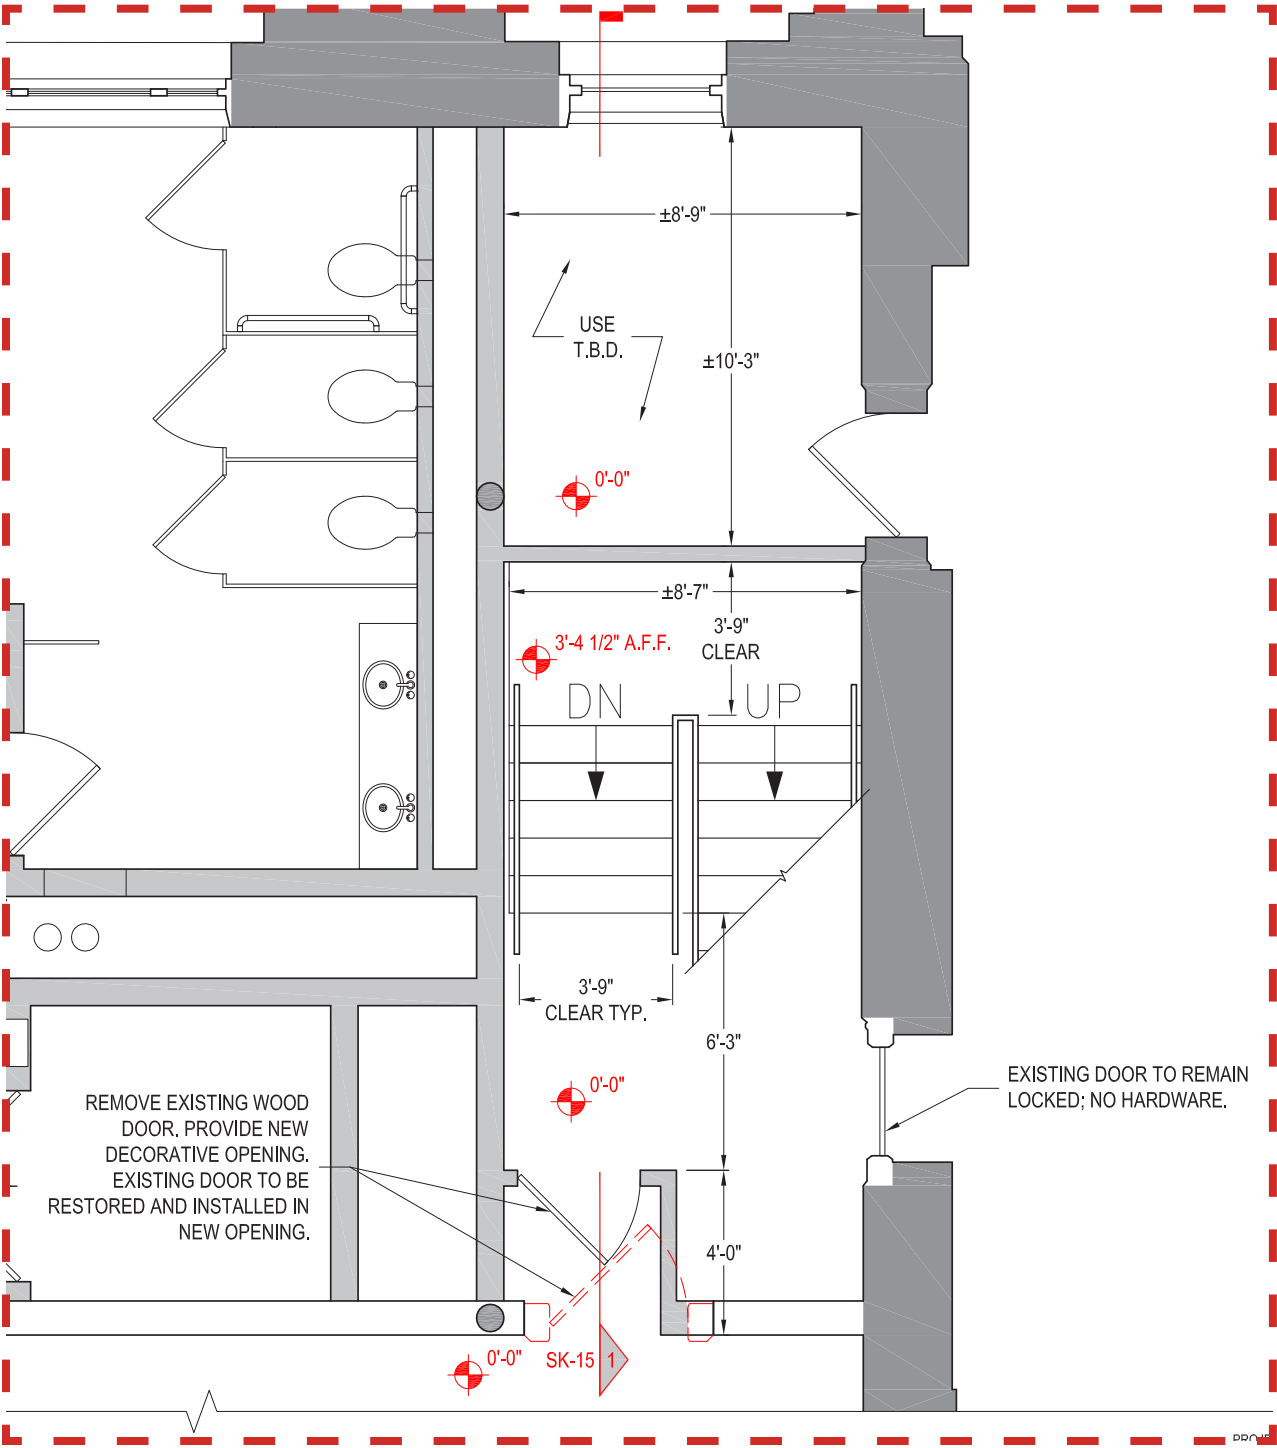 ±8'-9"
USE
T.B.D.
±10'-3"
0'-0"
±8'-7"
3'-9"
CLEAR
3'-4 1/2" A.F.F.
DN
UP
3'-9"
CLEAR TYP.
6'-3"
0'-0"
EXISTING DOOR TO REMAIN
LOCKED; NO HARDWARE.
REMOVE EXISTING WOOD
DOOR. PROVIDE NEW
DECORATIVE OPENING.
EXISTING DOOR TO BE
RESTORED AND INSTALLED IN
NEW OPENING.
4'-0"
0'-0"
SK-15 1